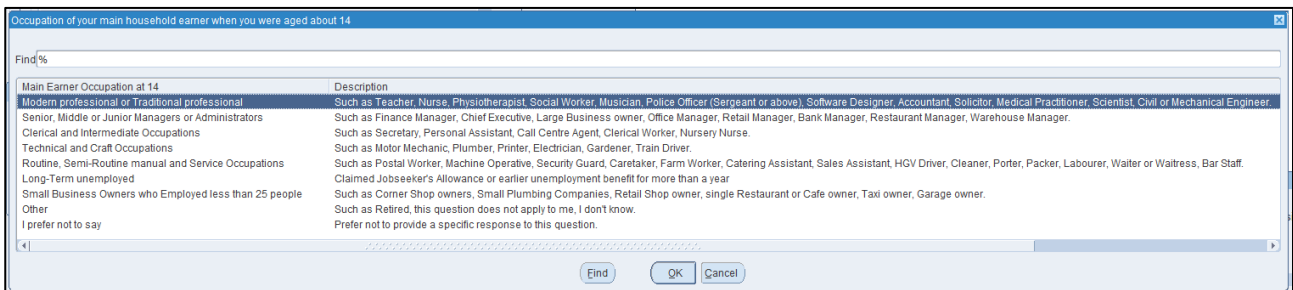 Occupation of your main household earner when you were aged about 14
Find %
Main Earner Occupation at 14 Description
Modern professional or Traditional professional Such as Teacher, Nurse, Physiotherapist, Social Worker, Musician, Police Officer (Sergeant or above), Software Designer, Accountant, Solicitor, Medical Practitioner, Scientist, Civil or Mechanical Engineer.
Senior, Middle or Junior Managers or Administrators Such as Finance Manager, Chief Executive, Large Business owner, Office Manager, Retail Manager, Bank Manager, Restaurant Manager, Warehouse Manager.
Clerical and Intermediate Occupations Such as Secretary, Personal Assistant, Call Centre Agent, Clerical Worker, Nursery Nurse.
Technical and Craft Occupations Such as Motor Mechanic, Plumber, Printer, Electrician, Gardener, Train Driver.
Routine, Semi-Routine manual and Service Occupations Such as Postal Worker, Machine Operative, Security Guard, Caretaker, Farm Worker, Catering Assistant, Sales Assistant, HGV Driver, Cleaner, Porter, Packer, Labourer, Waiter or Waitress, Bar Staff.
Long-Term unemployed Claimed Jobseeker's Allowance or earlier unemployment benefit for more than a year
Small Business Owners who Employed less than 25 people Such as Corner Shop owners, Small Plumbing Companies, Retail Shop owner, single Restaurant or Cafe owner, Taxi owner, Garage owner.
Other Such as Retired, this question does not apply to me, I don't know.
I prefer not to say Prefer not to provide a specific response to this question.
Find OK Cancel